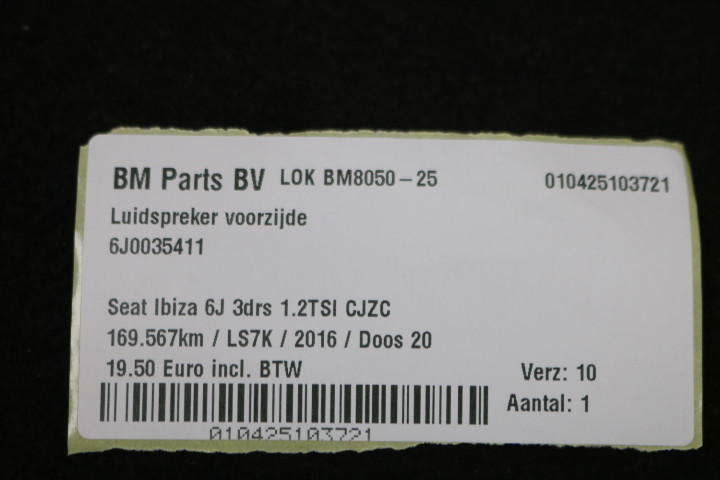 BM Parts BV LOK BM8050-25 010425103721
Luidspreker voorzijde
6J0035411
Seat Ibiza 6J 3drs 1.2TSI CJZC
169.567km / LS7K / 2016 / Doos 20
19.50 Euro incl. BTW Verz: 10
Aantal: 1
010425103721